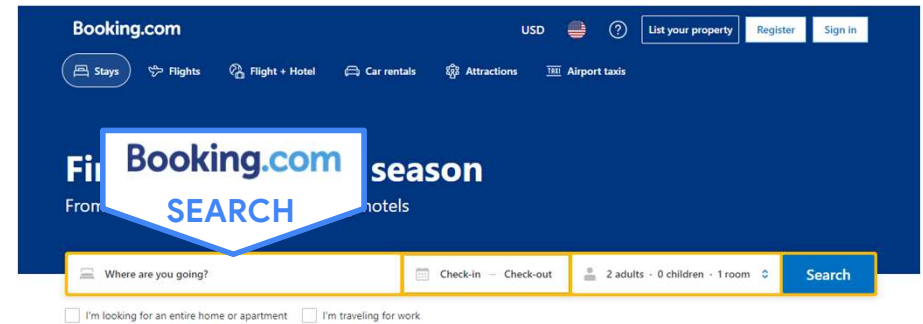 Booking.com
USD
List your property
Register
Sign in
Stays
Flights
Flight + Hotel
Car rentals
Attractions
TAXI Airport taxis
season
From
hotels
Booking.com
SEARCH
Where are you going?
Check-in — Check-out
2 adults · 0 children · 1 room
Search
I'm looking for an entire home or apartment
I'm traveling for work